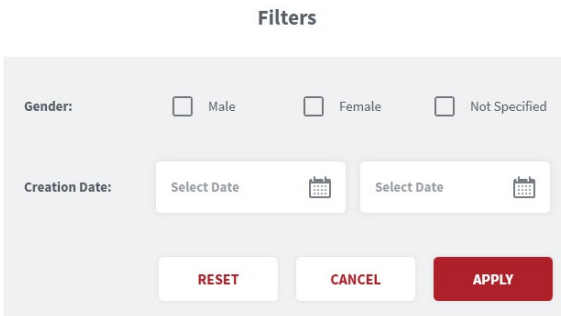 Filters
Gender: Male Female Not Specified
Creation Date: Select Date Select Date
RESET CANCEL APPLY